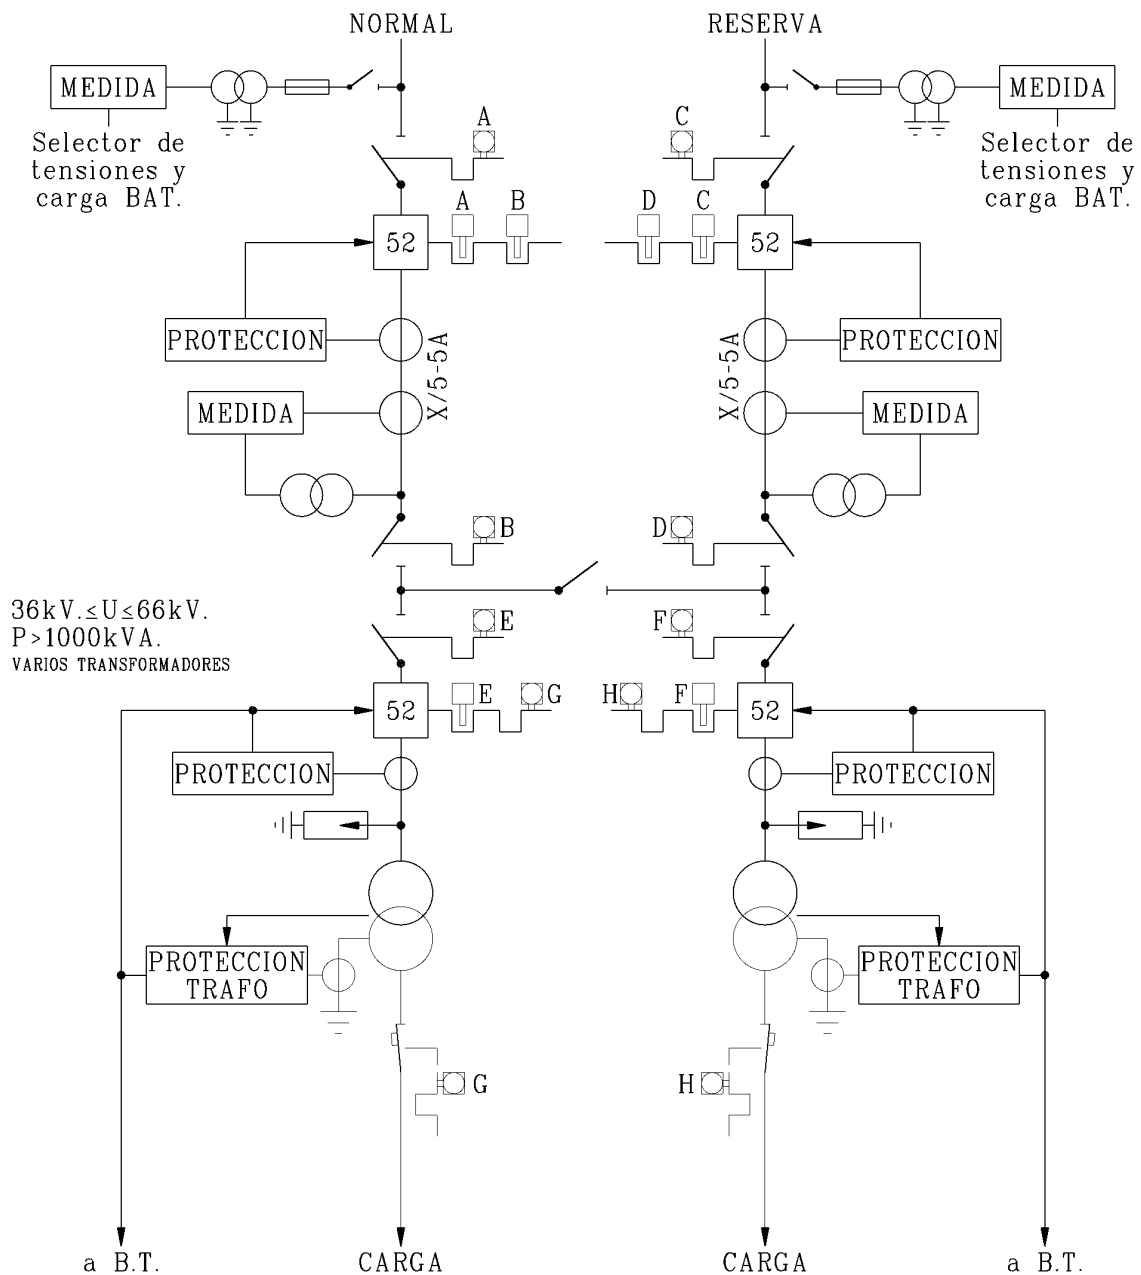 NORMAL
RESERVA
MEDIDA
MEDIDA
Selector de
tensiones y
carga BAT.
Selector de
tensiones y
carga BAT.
A
C
A
B
D
C
52
52
PROTECCION
X/5-5A
X/5-5A
PROTECCION
MEDIDA
MEDIDA
B
D
36kV.≤U≤66kV.
P>1000kVA.
VARIOS TRANSFORMADORES
E
F
52
E
G
H
F
52
PROTECCION
PROTECCION
PROTECCION
TRAFO
PROTECCION
TRAFO
G
H
a B.T.
CARGA
CARGA
a B.T.